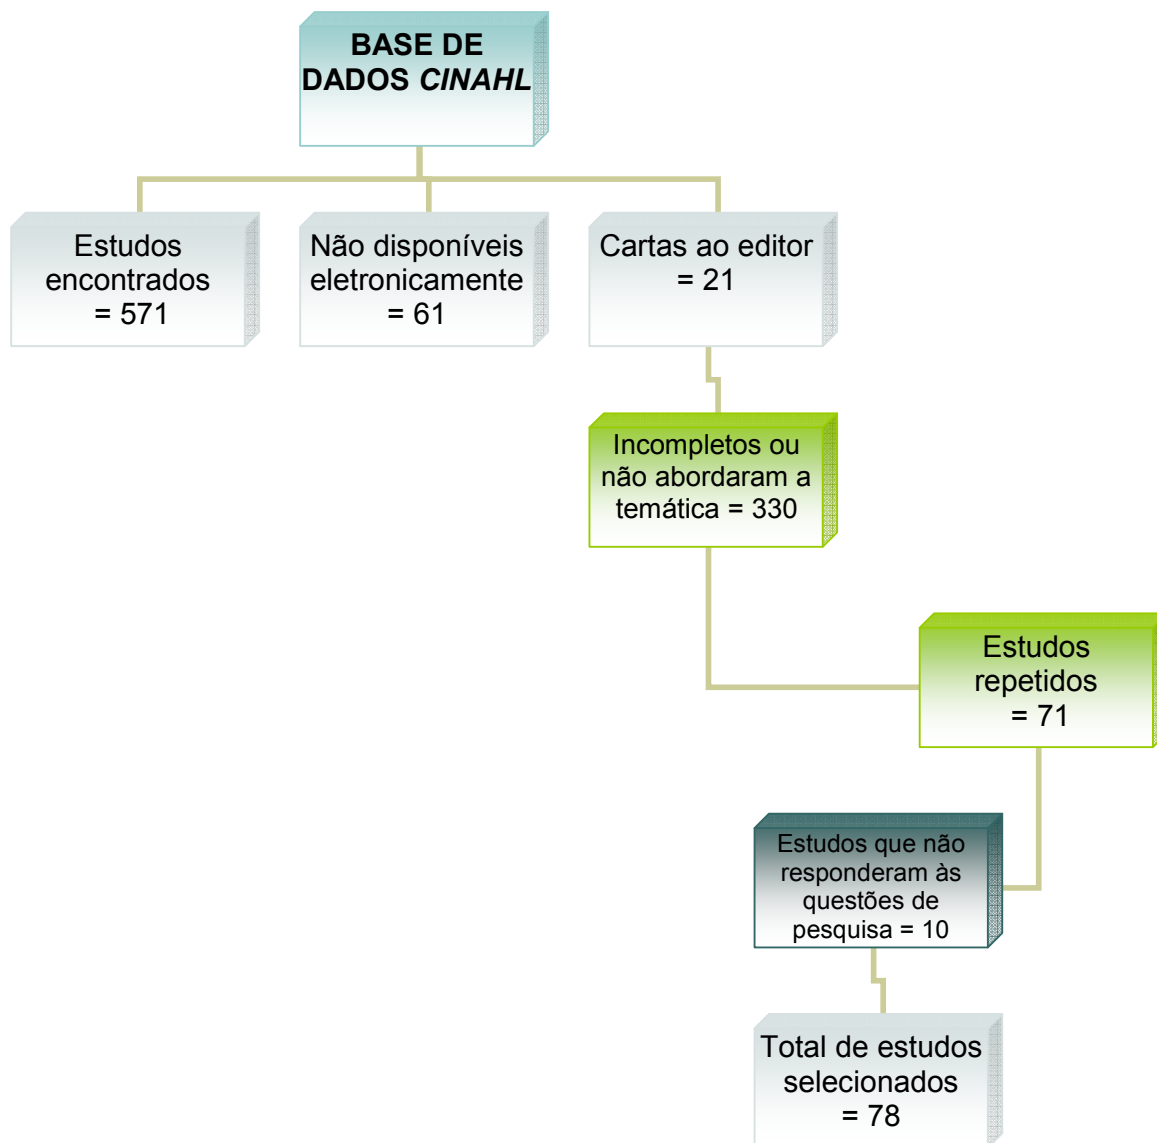 BASE DE
DADOS CINAHL
Estudos
encontrados
= 571
Não disponíveis
eletronicamente
= 61
Cartas ao editor
= 21
Incompletos ou
não abordaram a
temática = 330
Estudos
repetidos
= 71
Estudos que não
responderam às
questões de
pesquisa = 10
Total de estudos
selecionados
= 78